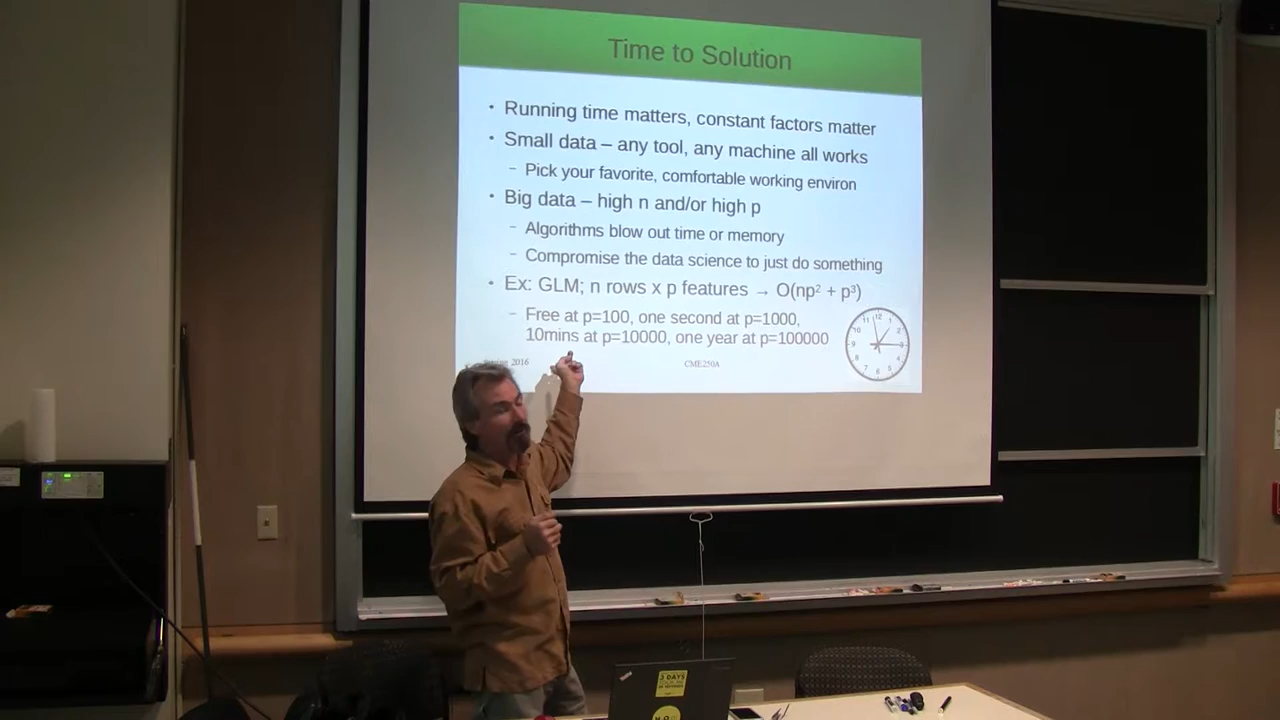 Time to Solution
• Running time matters, constant factors matter
• Small data – any tool, any machine all works
– Pick your favorite, comfortable working environ
• Big data – high n and/or high p
– Algorithms blow out time or memory
– Compromise the data science to just do something
• Ex: GLM; n rows x p features → O(np² + p³)
– Free at p=100, one second at p=1000,
10mins at p=10000, one year at p=100000
2016
CME250A
3 DAYS